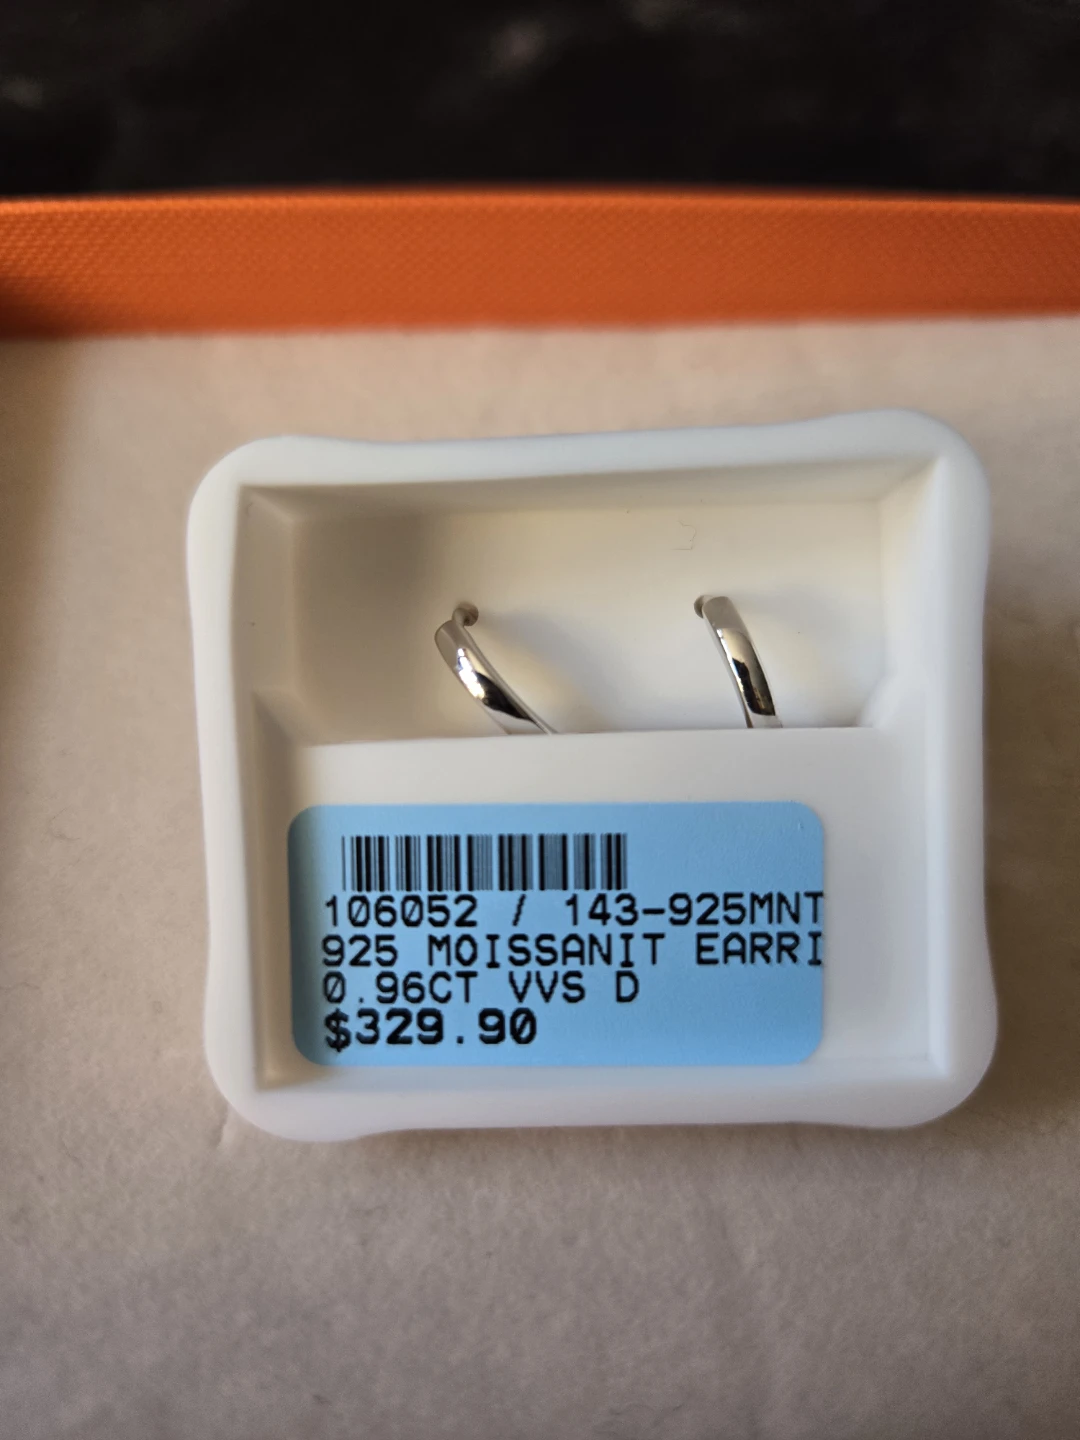 106052 / 143-925MNT
925 MOISSANIT EARRI
0.96CT VVS D
$329.90